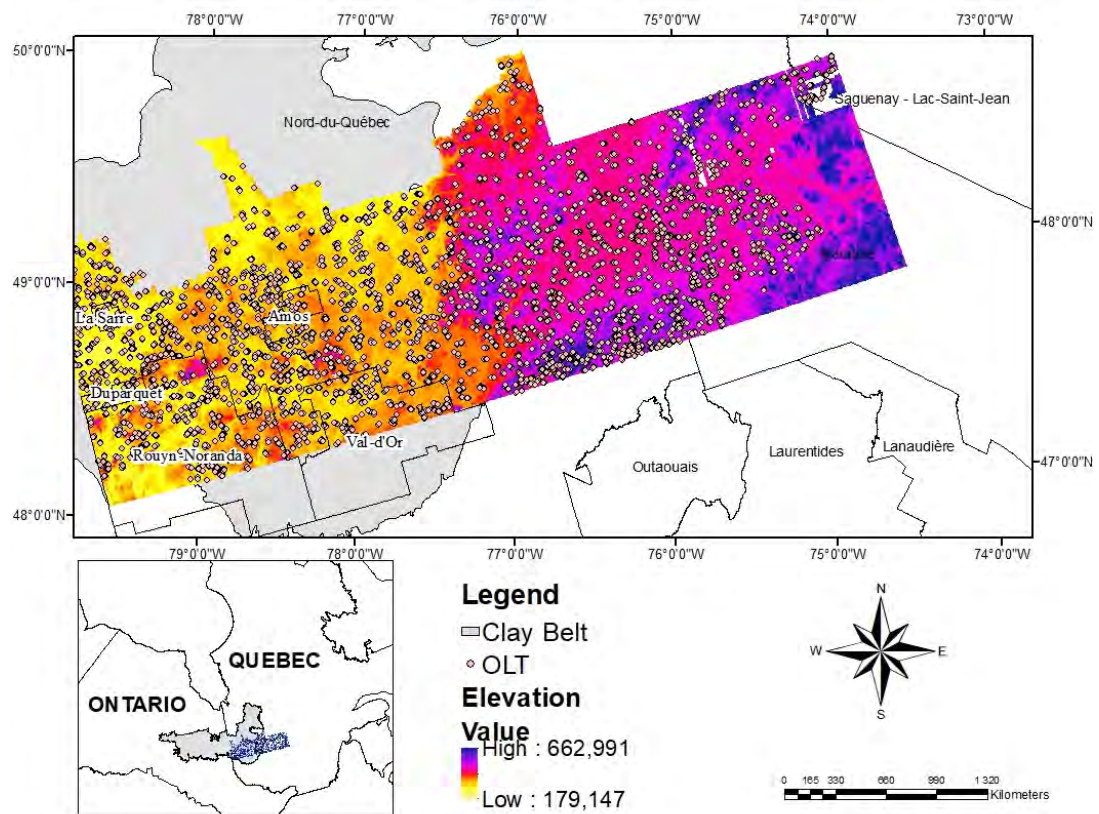 78°0'0"W 77°0'0"W 76°0'0"W 75°0'0"W 74°0'0"W 73°0'0"W
50°0'0"N
Saguenay - Lac-Saint-Jean
Nord-du-Québec
48°0'0"N
49°0'0"N
La Sarre
Amos
Duparquet
Val-d'Or
Rouyn-Noranda
Outaouais
Laurentides
Lanaudière
47°0'0"N
48°0'0"N
79°0'0"W 78°0'0"W 77°0'0"W 76°0'0"W 75°0'0"W 74°0'0"W
QUEBEC
ONTARIO
Legend
Clay Belt
OLT
Elevation
Value
High : 662,991
Low : 179,147
N
W E
S
0 165 330 660 990 1 320
Kilometers